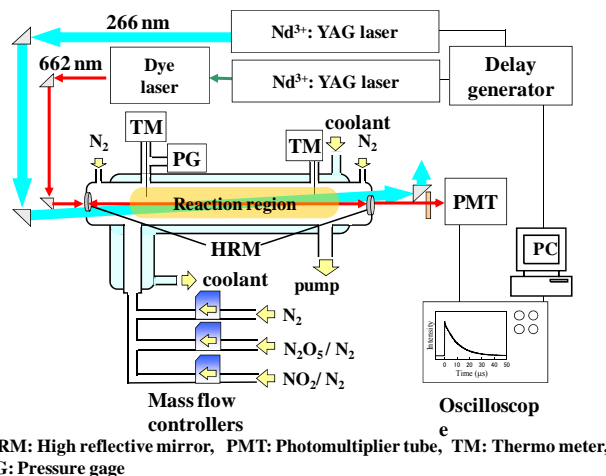 266 nm
Nd³⁺: YAG laser
662 nm
Dye
laser
Nd³⁺: YAG laser
Delay
generator
TM
coolant
N₂
PG
TM
N₂
Reaction region
PMT
HRM
PC
coolant
pump
N₂
N₂O₅/ N₂
NO₂/ N₂
Intensity
0 10 20 30 40 50
Time (μs)
Mass flow
controllers
Oscilloscop
e
RM: High reflective mirror, PMT: Photomultiplier tube, TM: Thermo meter,
G: Pressure gage